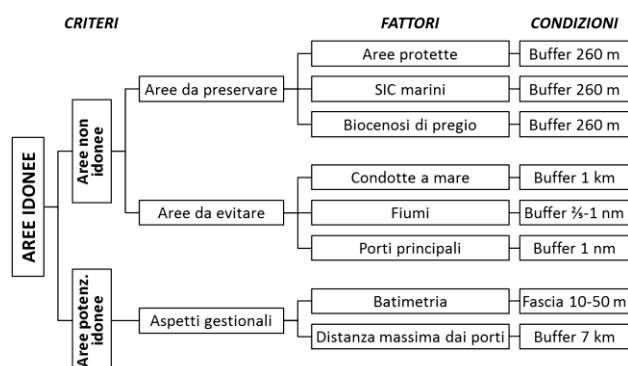 CRITERI FATTORI CONDIZIONI
AREE IDONEE
Aree non
idonee
Aree da preservare
Aree protette Buffer 260 m
SIC marini Buffer 260 m
Biocenosi di pregio Buffer 260 m
Aree da evitare
Condotte a mare Buffer 1 km
Fiumi Buffer ⅖-1 nm
Porti principali Buffer 1 nm
Aree potenz.
idonee
Aspetti gestionali
Batimetria Fascia 10-50 m
Distanza massima dai porti Buffer 7 km